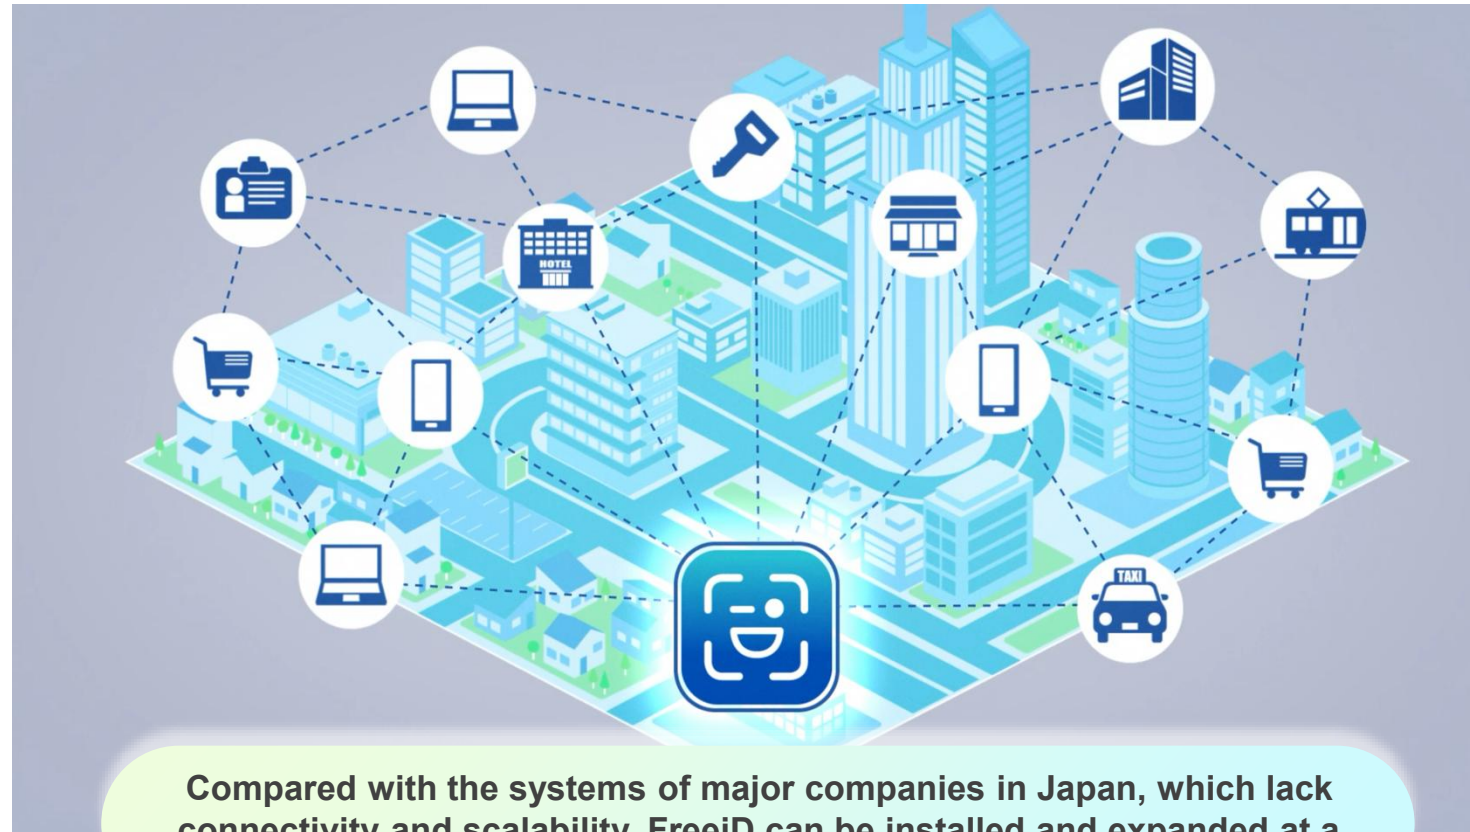 HOTEL
TAXI
Compared with the systems of major companies in Japan, which lack
connectivity and scalability, FreeiD can be installed and expanded at a